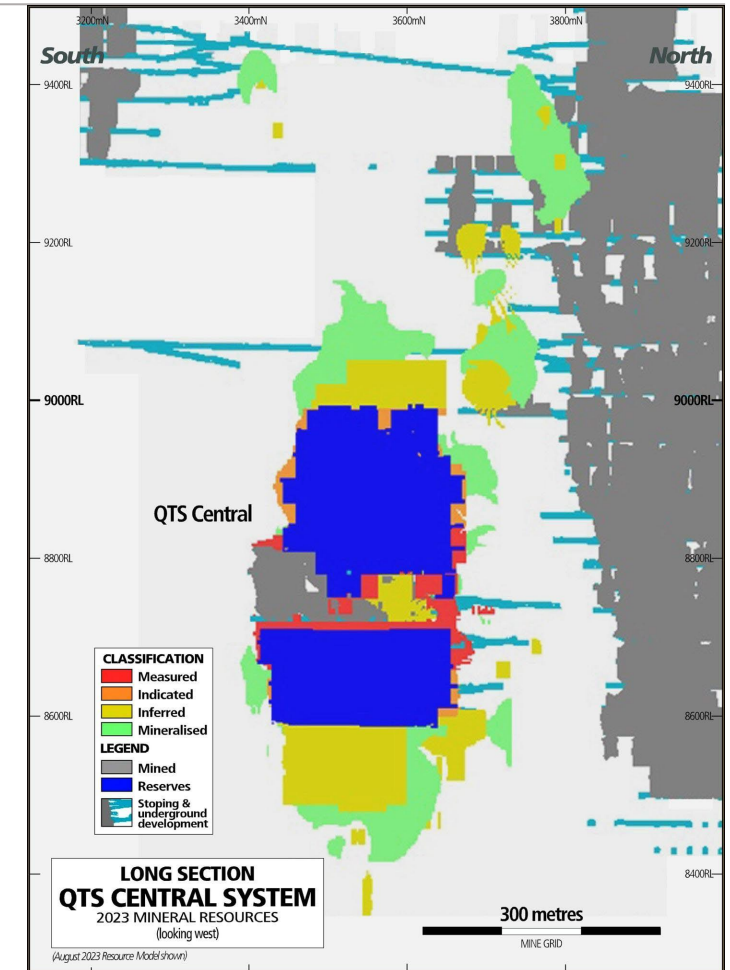 3200mN 3400mN 3600mN 3800mN
South North
9400RL 9400RL
9200RL 9200RL
9000RL 9000RL
QTS Central
8800RL 8800RL
CLASSIFICATION
Measured
Indicated
Inferred
Mineralised
LEGEND
Mined
Reserves
Stoping &
underground
development
8600RL 8600RL
8400RL
LONG SECTION
QTS CENTRAL SYSTEM
2023 MINERAL RESOURCES
(looking west)
(August 2023 Resource Model shown)
300 metres
MINE GRID